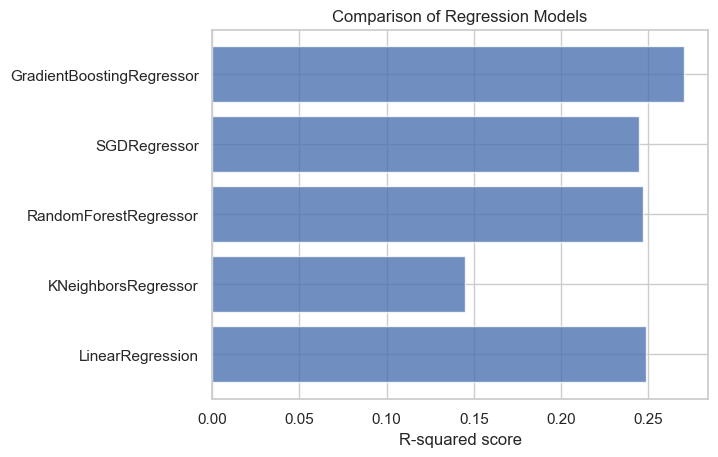 Comparison of Regression Models
GradientBoostingRegressor
SGDRegressor
RandomForestRegressor
KNeighborsRegressor
LinearRegression
0.00 0.05 0.10 0.15 0.20 0.25
R-squared score